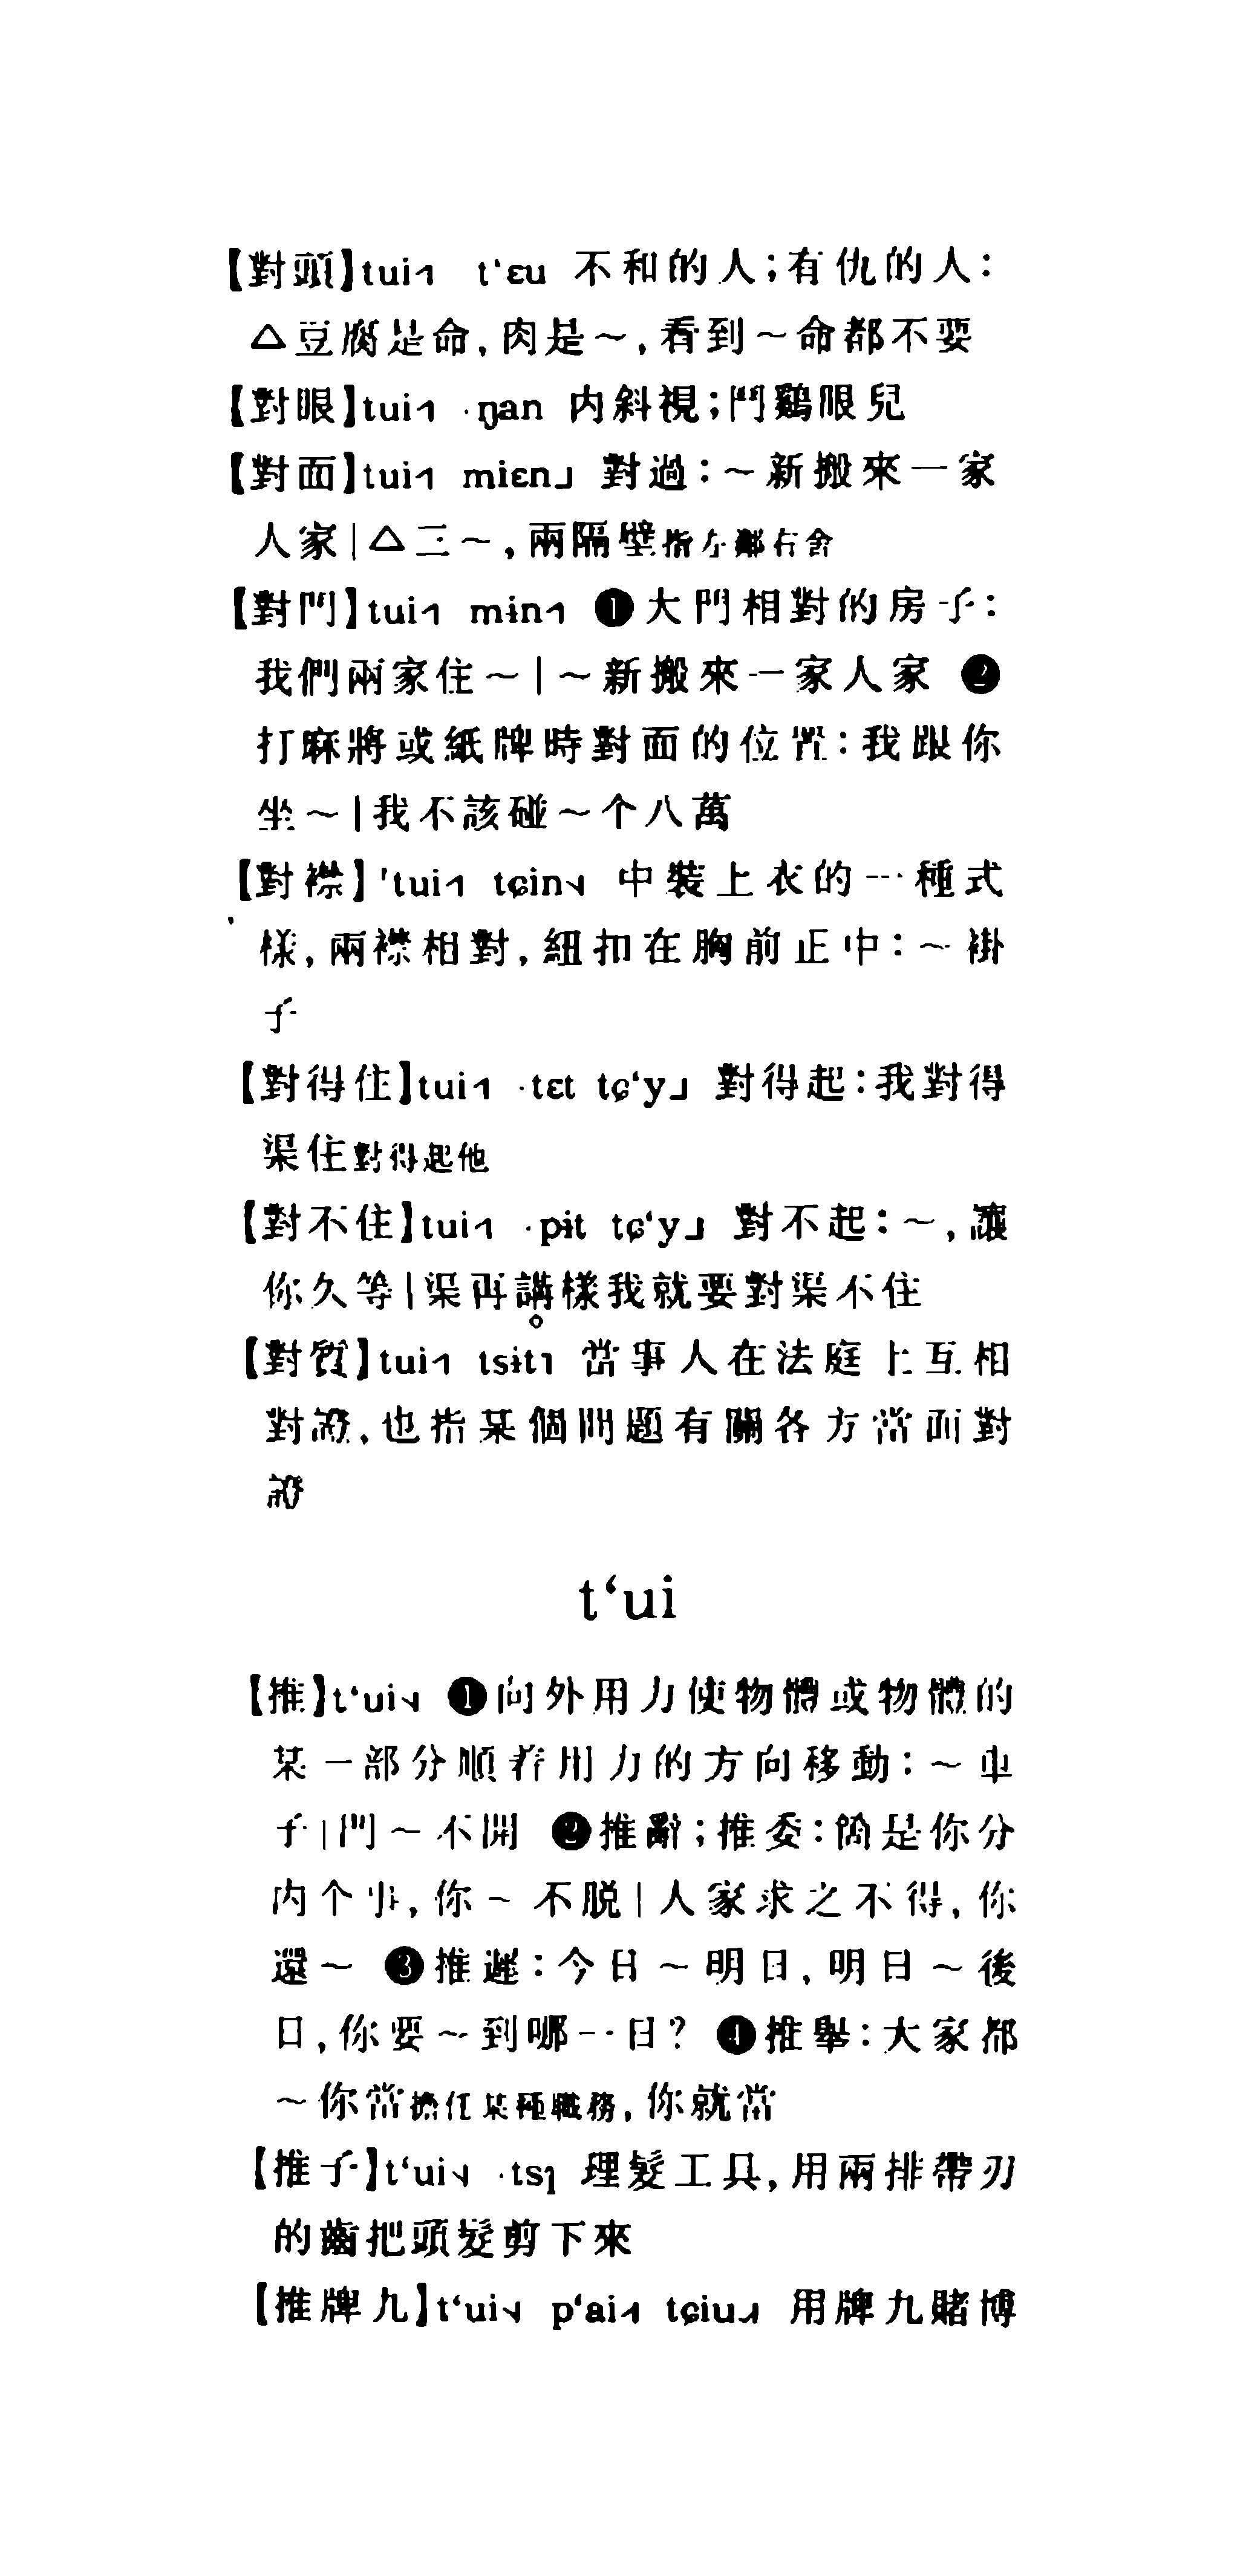 【對頭】tui˧˥ t‘ɛu 不和的人;有仇的人:
△豆腐是命,肉是～,看到～命都不要
【對眼】tui˧˥ ·ŋan 内斜視;鬥鷄眼兒
【對面】tui˧˥ miɛn˩ 對過:～新搬來一家
人家|△三～,兩隔壁指左鄰右舍
【對門】tui˧˥ mɨn˧˥ ❶大門相對的房子:
我們兩家住～|～新搬來一家人家 ❷
打麻將或紙牌時對面的位置:我跟你
坐～|我不該碰～个八萬
【對襟】tui˧˥ tɕin˦˨ 中裝上衣的一種式
樣,兩襟相對,紐扣在胸前正中:～褂
子
【對得住】tui˧˥ ·tɛt tɕ‘y˩ 對得起:我對得
渠住對得起他
【對不住】tui˧˥ ·pɨt tɕ‘y˩ 對不起:～,讓
你久等|渠再講樣我就要對渠不住
【對質】tui˧˥ tsɨt˥ 當事人在法庭上互相
對證,也指某個問題有關各方當面對
證
t‘ui
【推】t‘ui˦˨ ❶向外用力使物體或物體的
某一部分順着用力的方向移動:～車
子|門～不開 ❷推辭;推委:箇是你分
内个事,你～不脱|人家求之不得,你
還～ ❸推遲:今日～明日,明日～後
日,你要～到哪一日? ❹推舉:大家都
～你當擔任某種職務,你就當
【推子】t‘ui˦˨ ·tsɿ 理髮工具,用兩排帶刃
的齒把頭髮剪下來
【推牌九】t‘ui˦˨ p‘ai˧˥ tɕiu˨˩˧ 用牌九賭博